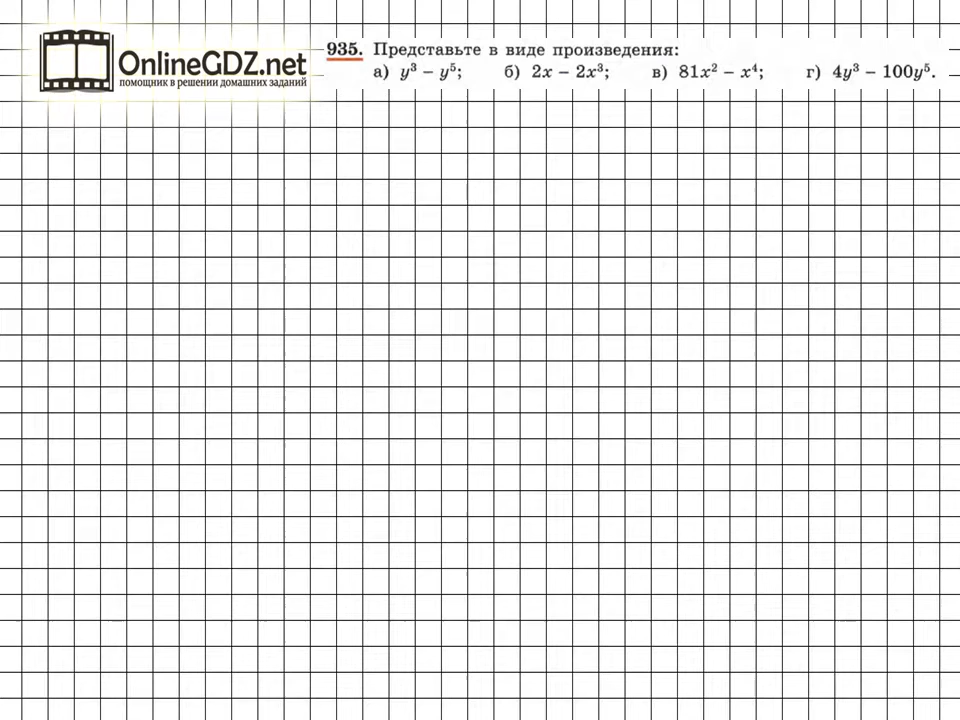 OnlineGDZ.net
помощник в решении домашних заданий
935. Представьте в виде произведения:
а) y³ – y⁵; б) 2x – 2x³; в) 81x² – x⁴; г) 4y³ – 100y⁵.